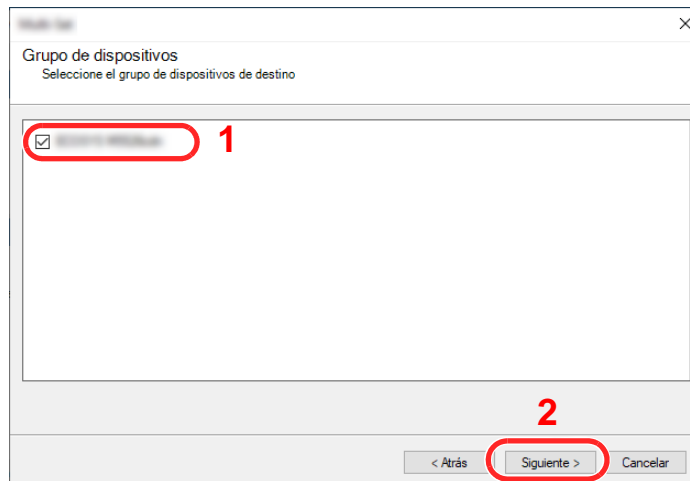 Grupo de dispositivos
Seleccione el grupo de dispositivos de destino
1
2
< Atrás
Siguiente >
Cancelar